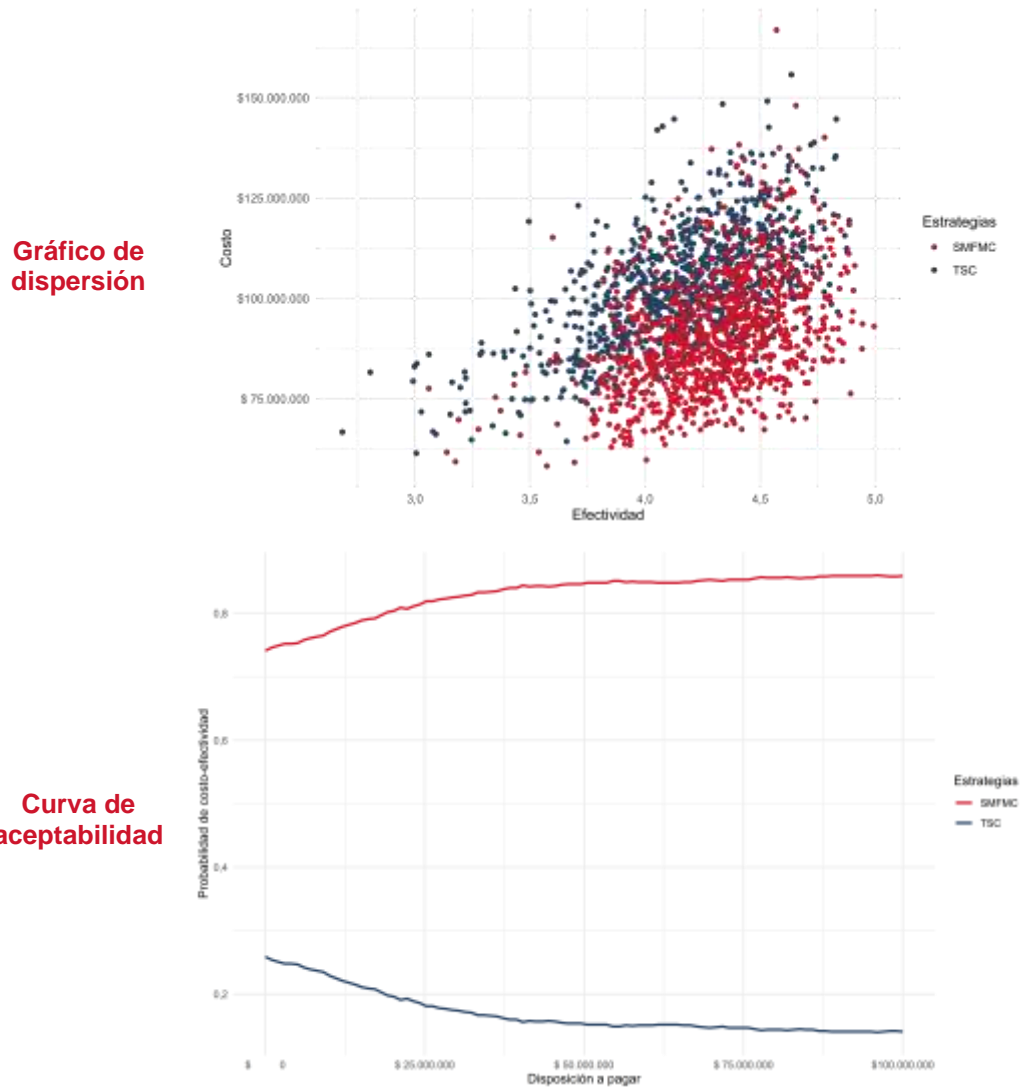 Gráfico de
dispersión
Costo
$150.000.000
$125.000.000
$100.000.000
$ 75.000.000
3,0
3,5
4,0
4,5
5,0
Efectividad
Estrategias
SMFMC
TSC
Curva de
aceptabilidad
Probabilidad de costo-efectividad
0,8
0,6
0,4
0,2
$ 0
$ 25.000.000
$ 50.000.000
$ 75.000.000
$100.000.000
Disposición a pagar
Estrategias
SMFMC
TSC